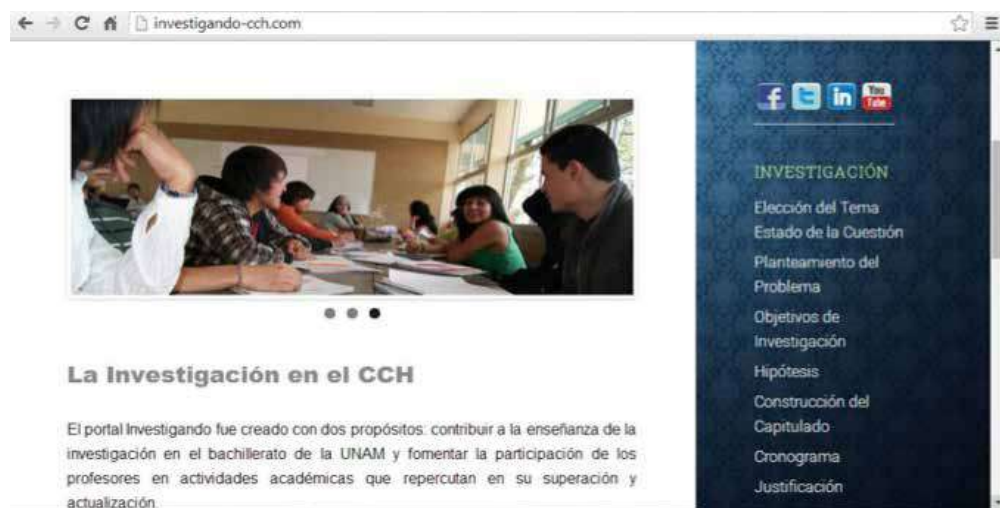 investigando-cch.com
f t in You Tube
INVESTIGACIÓN
Elección del Tema
Estado de la Cuestión
Planteamiento del
Problema
Objetivos de
Investigación
Hipótesis
Construcción del
Capitulado
Cronograma
Justificación
La Investigación en el CCH
El portal Investigando fue creado con dos propósitos: contribuir a la enseñanza de la
investigación en el bachillerato de la UNAM y fomentar la participación de los
profesores en actividades académicas que repercutan en su superación y
actualización.